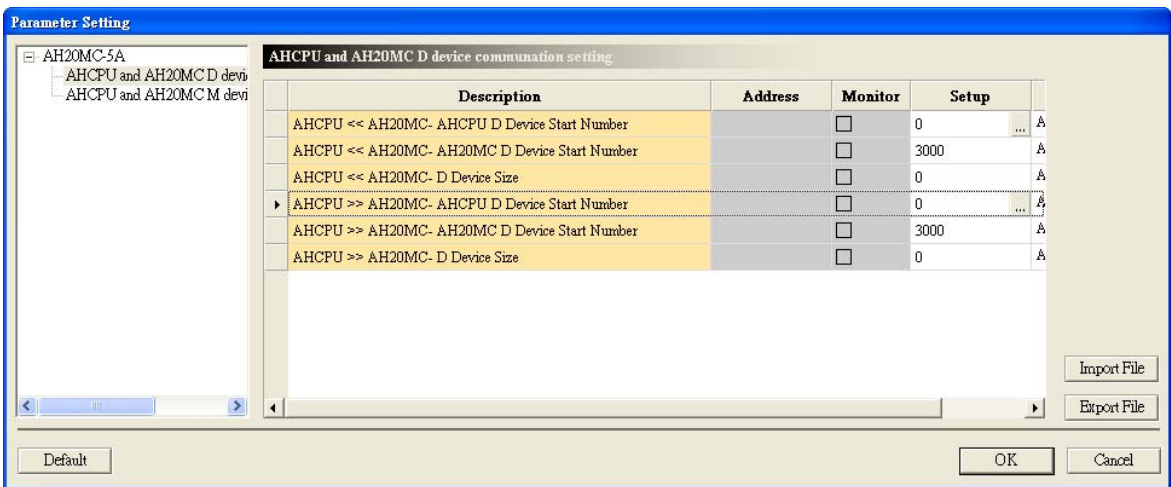 Parameter Setting
AH20MC-5A
AHCPU and AH20MC D devi
AHCPU and AH20MC M devi
AHCPU and AH20MC D device communation setting
Description Address Monitor Setup
AHCPU << AH20MC- AHCPU D Device Start Number 0 ... A
AHCPU << AH20MC- AH20MC D Device Start Number 3000 A
AHCPU << AH20MC- D Device Size 0 A
AHCPU >> AH20MC- AHCPU D Device Start Number 0 ... A
AHCPU >> AH20MC- AH20MC D Device Start Number 3000 A
AHCPU >> AH20MC- D Device Size 0 A
Import File
Export File
Default OK Cancel